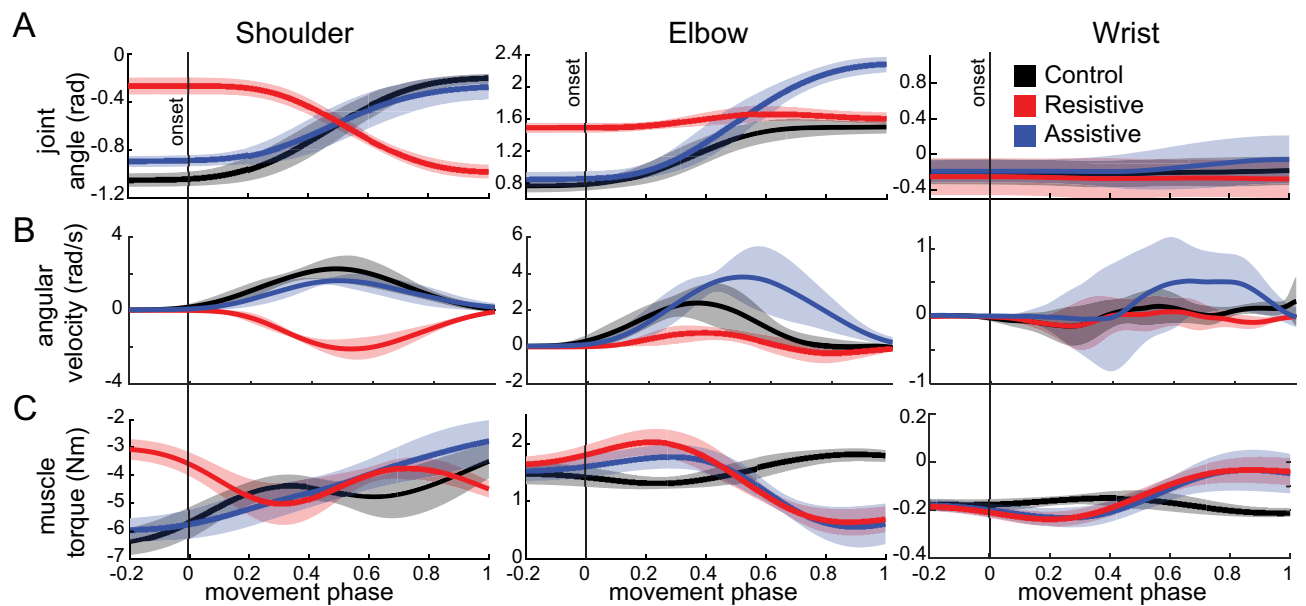 A
Shoulder
Elbow
Wrist
joint
angle (rad)
0
-0.4
-0.8
-1.2
onset
2.4
2.0
1.6
1.2
0.8
onset
1.0
0.6
0
-0.4
onset
Control
Resistive
Assistive
B
angular
velocity (rad/s)
4
0
-4
6
4
2
0
-2
1
0
-1
C
muscle
torque (Nm)
-2
-3
-4
-5
-6
-7
2
1
0
0.2
0
-0.2
-0.4
-0.2 0 0.2 0.4 0.6 0.8 1
-0.2 0 0.2 0.4 0.6 0.8 1
-0.2 0 0.2 0.4 0.6 0.8 1
movement phase
movement phase
movement phase